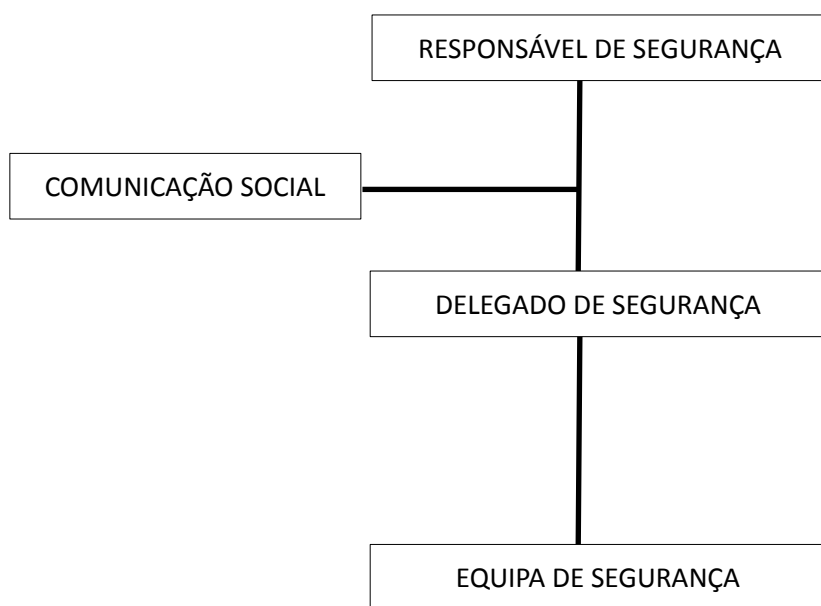 RESPONSÁVEL DE SEGURANÇA
COMUNICAÇÃO SOCIAL
DELEGADO DE SEGURANÇA
EQUIPA DE SEGURANÇA